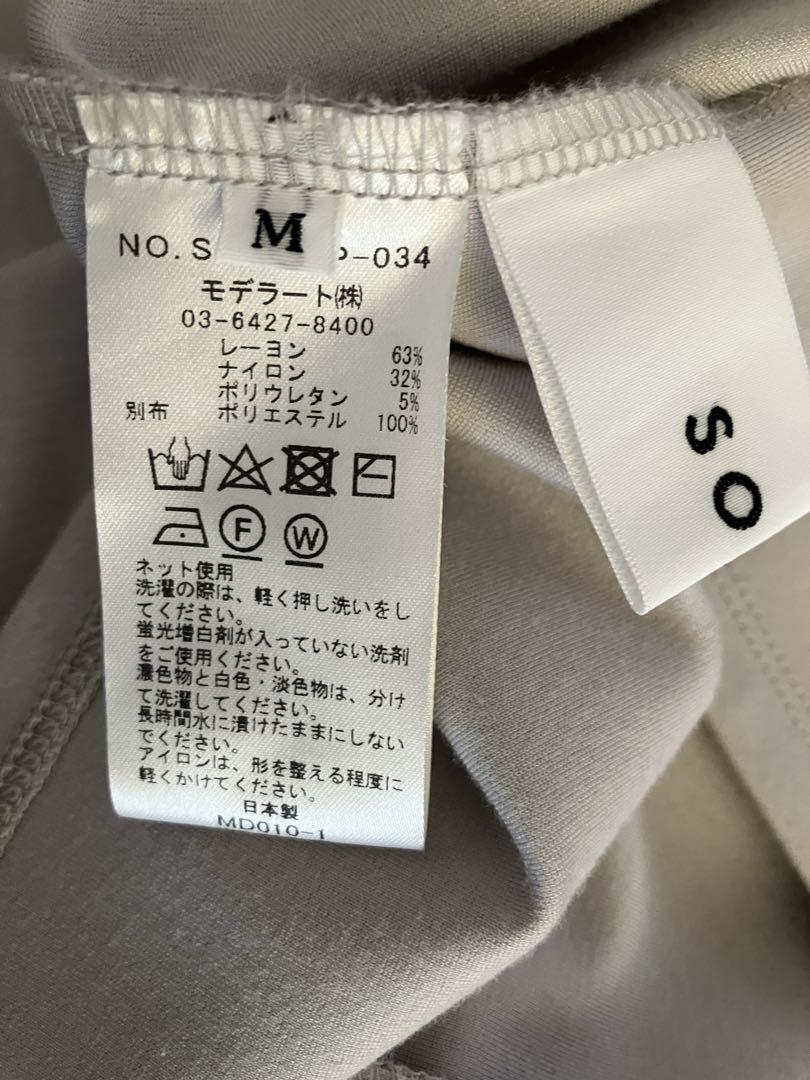 M
NO.S P-034
モデラート㈱
03-6427-8400
レーヨン 63%
ナイロン 32%
ポリウレタン 5%
別布 ポリエステル 100%
F W
ネット使用
洗濯の際は、軽く押し洗いをし
てください。
蛍光増白剤が入っていない洗剤
をご使用ください。
濃色物と白色・淡色物は、分け
て洗濯してください。
長時間水に漬けたままにしない
でください。
アイロンは、形を整える程度に
軽くかけてください。
日本製
MD010-1
SO